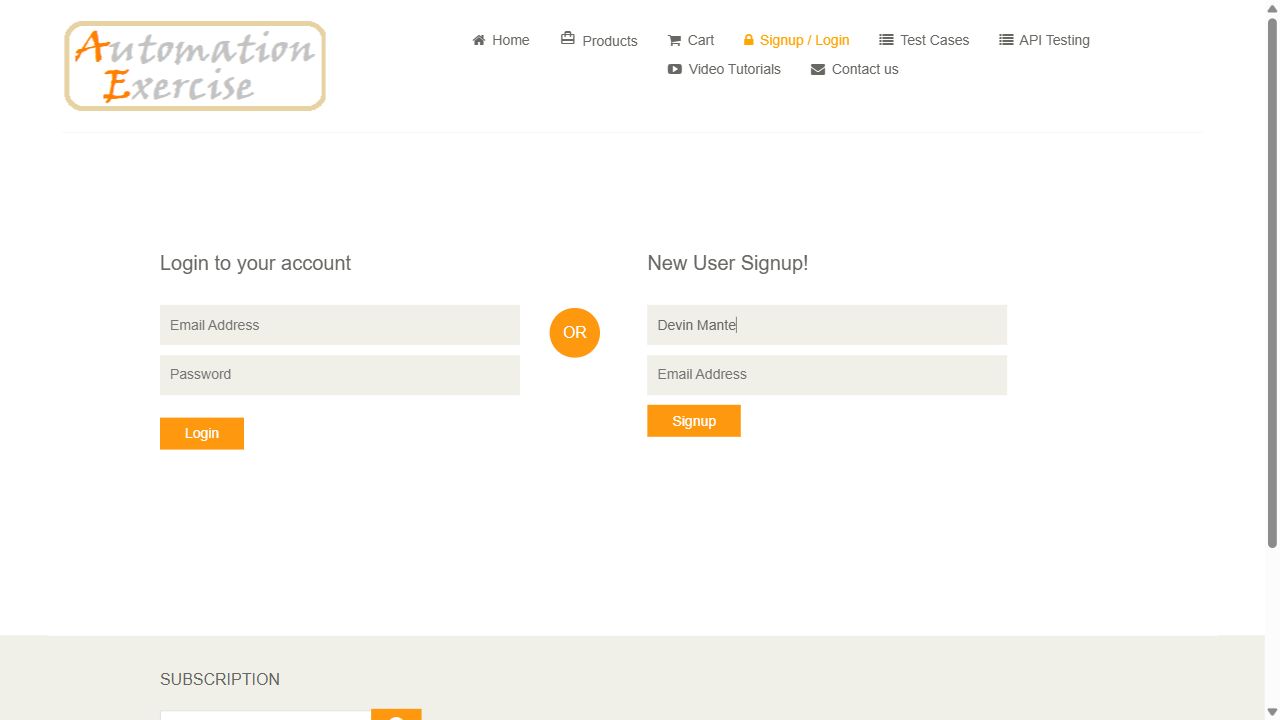 Automation
Exercise
Home
Products
Cart
Signup / Login
Test Cases
API Testing
Video Tutorials
Contact us
Login to your account
Email Address
Password
Login
OR
New User Signup!
Devin Mante
Email Address
Signup
SUBSCRIPTION